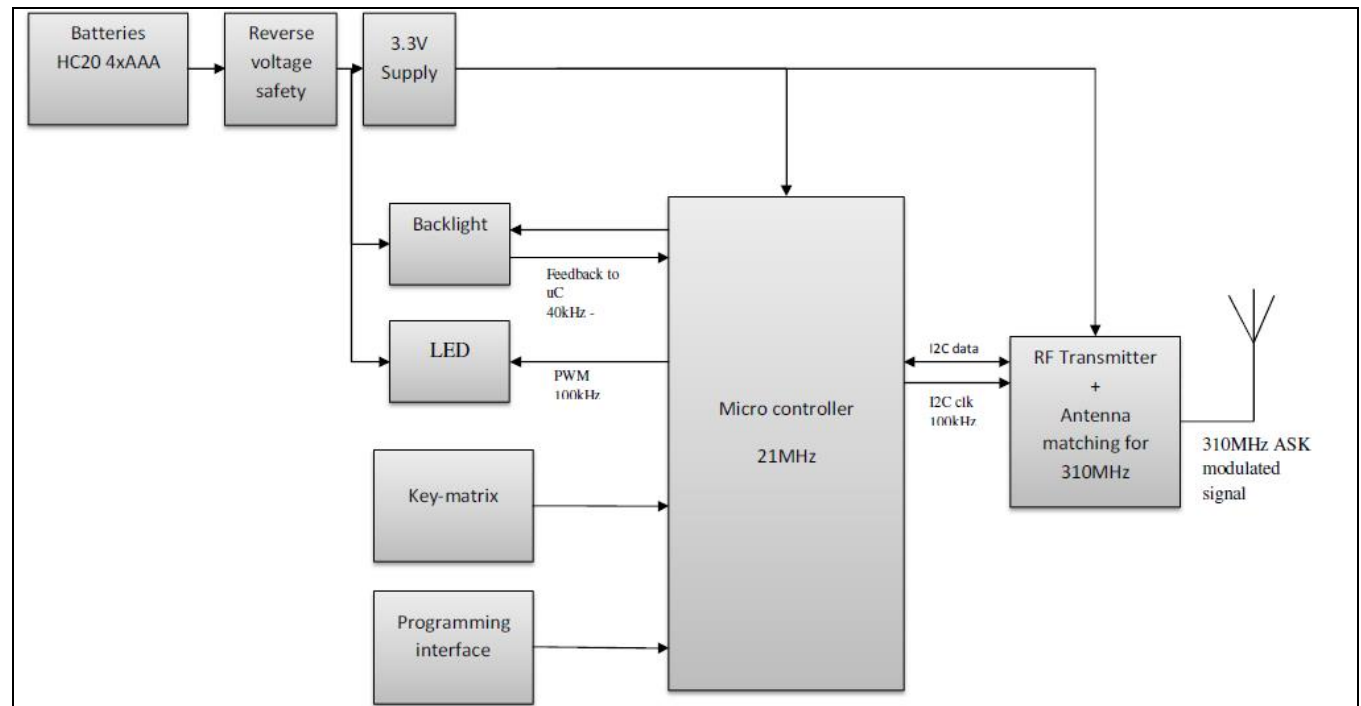 Batteries
HC20 4xAAA
Reverse
voltage
safety
3.3V
Supply
Backlight
Feedback to
uC
40kHz -
LED
PWM
100kHz
Key-matrix
Programming
interface
Micro controller
21MHz
I2C data
I2C clk
100kHz
RF Transmitter
+
Antenna
matching for
310MHz
310MHz ASK
modulated
signal